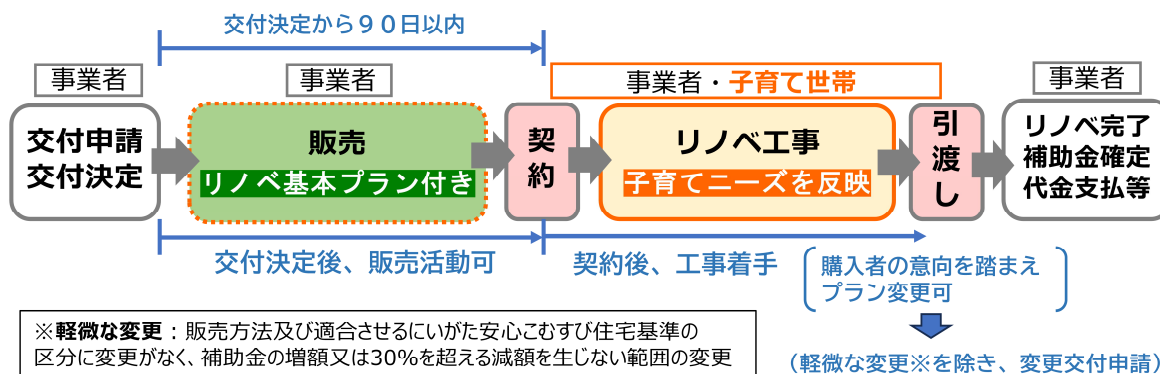 交付決定から９０日以内
事業者
事業者
事業者・子育て世帯
事業者
交付申請
交付決定
販売
リノベ基本プラン付き
契約
リノベ工事
子育てニーズを反映
引渡し
リノベ完了
補助金確定
代金支払等
交付決定後、販売活動可
契約後、工事着手
購入者の意向を踏まえ
プラン変更可
※軽微な変更：販売方法及び適合させるにいがた安心こむすび住宅基準の
区分に変更がなく、補助金の増額又は30%を超える減額を生じない範囲の変更
（軽微な変更※を除き、変更交付申請）